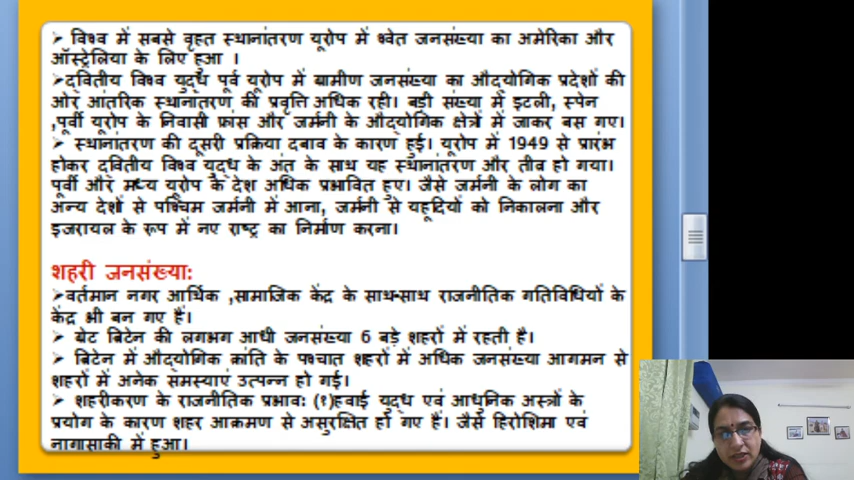 ➢ विश्व में सबसे वृहत स्थानांतरण यूरोप में श्वेत जनसंख्या का अमेरिका और
ऑस्ट्रेलिया के लिए हुआ ।
➢द्वितीय विश्व युद्ध पूर्व यूरोप में ग्रामीण जनसंख्या का औद्योगिक प्रदेशों की
ओर आंतरिक स्थानांतरण की प्रवृत्ति अधिक रही। बडी संख्या में इटली, स्पेन
,पूर्वी यूरोप के निवासी फ्रांस और जर्मनी के औद्योगिक क्षेत्रों में जाकर बस गए।
➢ स्थानांतरण की दूसरी प्रक्रिया दबाव के कारण हुई। यूरोप में 1949 से प्रारंभ
होकर द्वितीय विश्व युद्ध के अंत के साथ यह स्थानांतरण और तीव्र हो गया।
पूर्वी और मध्य यूरोप के देश अधिक प्रभावित हुए। जैसे जर्मनी के लोग का
अन्य देशों से पश्चिम जर्मनी में आना, जर्मनी से यहूदियों को निकालना और
इजरायल के रूप में नए राष्ट्र का निर्माण करना।
शहरी जनसंख्या:
➢वर्तमान नगर आर्थिक ,सामाजिक केंद्र के साथ-साथ राजनीतिक गतिविधियों के
केंद्र भी बन गए हैं।
➢ ग्रेट ब्रिटेन की लगभग आधी जनसंख्या 6 बड़े शहरों में रहती है।
➢ ब्रिटेन में औद्योगिक क्रांति के पश्चात शहरों में अधिक जनसंख्या आगमन से
शहरों में अनेक समस्याएं उत्पन्न हो गई।
➢ शहरीकरण के राजनीतिक प्रभाव: (१)हवाई युद्ध एवं आधुनिक अस्त्रों के
प्रयोग के कारण शहर आक्रमण से असुरक्षित हो गए हैं। जैसे हिरोशिमा एवं
नागासाकी में हुआ।